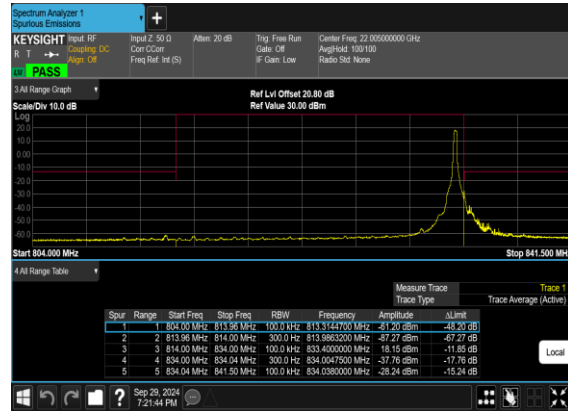 Spectrum Analyzer 1
Spurious Emissions
+
KEYSIGHT Input: RF Input Z: 50 Ω Atten: 20 dB Trig: Free Run Center Freq: 22.005000000 GHz
R T Coupling: DC Corr CCorr Gate: Off Avg|Hold: 100/100
Align: Off Freq Ref: Int (S) IF Gain: Low Radio Std: None
LW PASS
3 All Range Graph
Ref Lvl Offset 20.80 dB
Scale/Div 10.0 dB Ref Value 30.00 dBm
Log
20.0
10.0
0.00
-10.0
-20.0
-30.0
-40.0
-50.0
-60.0
Start 804.000 MHz Stop 841.500 MHz
4 All Range Table
Measure Trace Trace 1
Trace Type Trace Average (Active)
Spur Range Start Freq Stop Freq RBW Frequency Amplitude ΔLimit
1 1 804.00 MHz 813.96 MHz 100.0 kHz 813.3144700 MHz -61.20 dBm -48.20 dB
2 2 813.96 MHz 814.00 MHz 300.0 Hz 813.9863200 MHz -87.27 dBm -67.27 dB
3 3 814.00 MHz 834.00 MHz 100.0 kHz 833.4000000 MHz 18.15 dBm -11.85 dB
4 4 834.00 MHz 834.04 MHz 300.0 Hz 834.0047500 MHz -37.76 dBm -17.76 dB
5 5 834.04 MHz 841.50 MHz 100.0 kHz 834.0380000 MHz -28.24 dBm -15.24 dB
Local
? Sep 29, 2024
7:21:44 PM